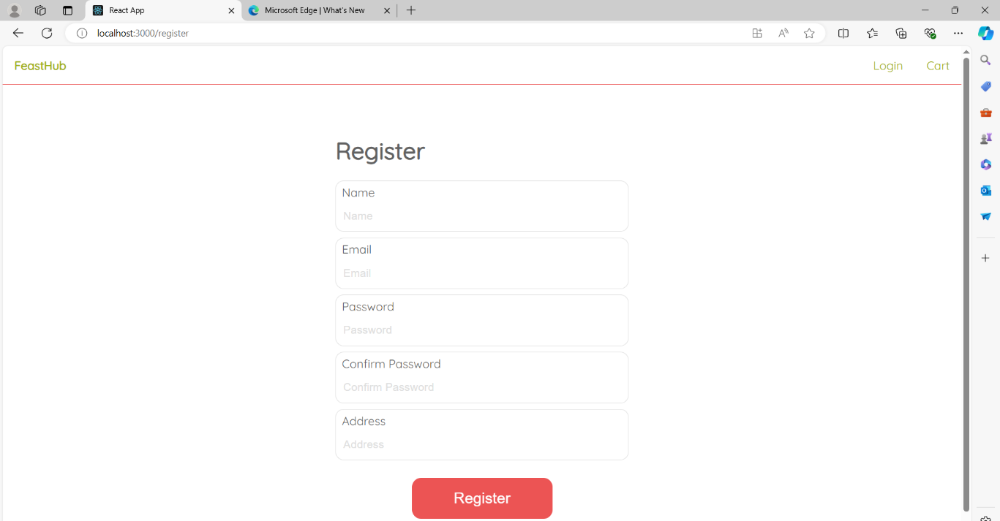 React App
Microsoft Edge | What's New
localhost:3000/register
FeastHub
Login
Cart
Register
Name
Name
Email
Email
Password
Password
Confirm Password
Confirm Password
Address
Address
Register